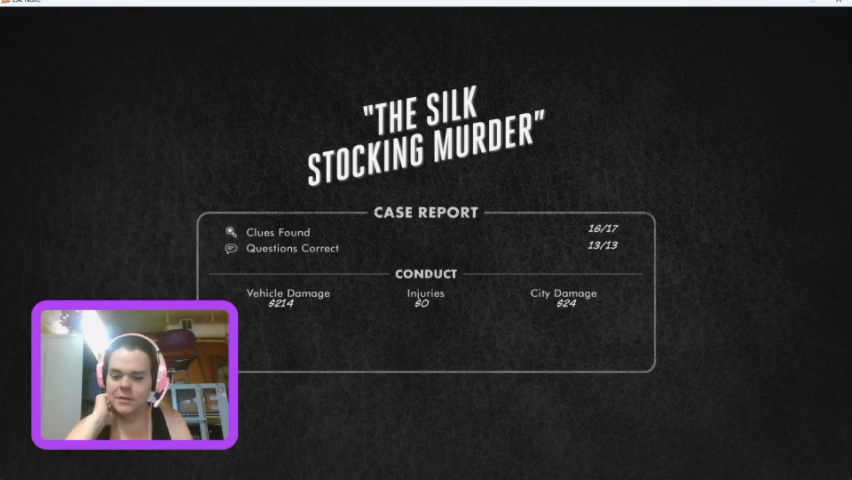 "THE SILK
STOCKING MURDER"
CASE REPORT
Clues Found 16/17
Questions Correct 13/13
CONDUCT
Vehicle Damage Injuries City Damage
$214 $0 $24